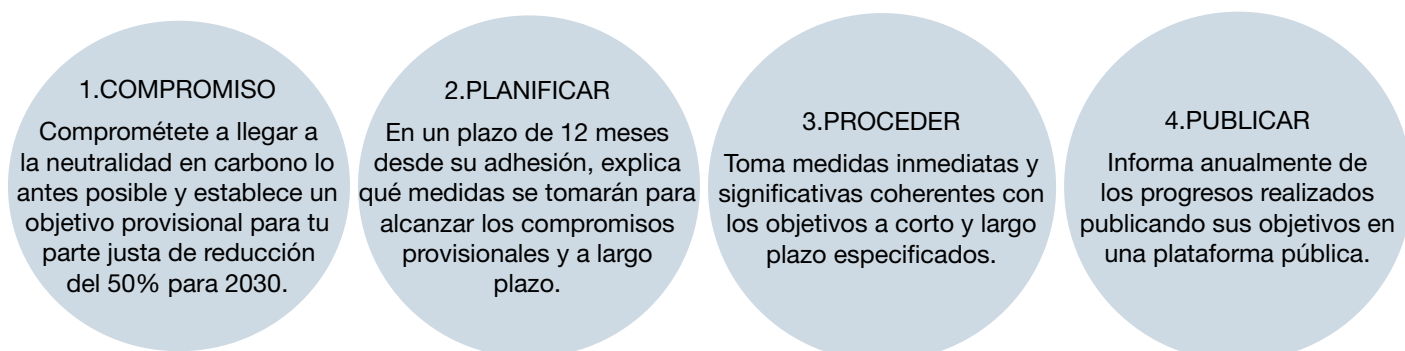 1.COMPROMISO
Comprométete a llegar a
la neutralidad en carbono lo
antes posible y establece un
objetivo provisional para tu
parte justa de reducción
del 50% para 2030.
2.PLANIFICAR
En un plazo de 12 meses
desde su adhesión, explica
qué medidas se tomarán para
alcanzar los compromisos
provisionales y a largo
plazo.
3.PROCEDER
Toma medidas inmediatas y
significativas coherentes con
los objetivos a corto y largo
plazo especificados.
4.PUBLICAR
Informa anualmente de
los progresos realizados
publicando sus objetivos en
una plataforma pública.